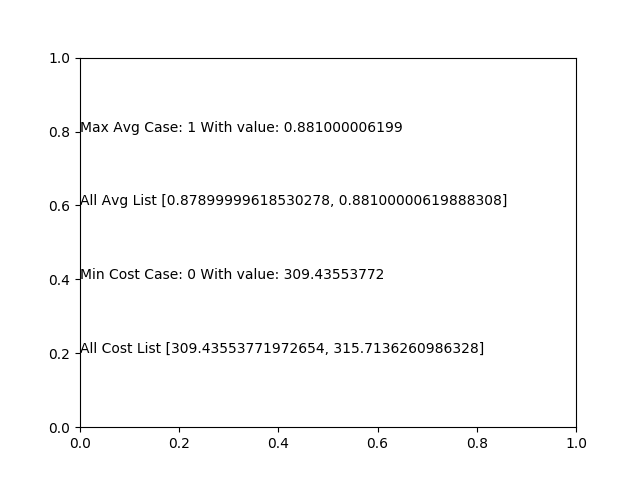 1.0
Max Avg Case: 1 With value: 0.881000006199
0.8
All Avg List [0.87899999618530278, 0.88100000619888308]
0.6
Min Cost Case: 0 With value: 309.43553772
0.4
All Cost List [309.43553771972654, 315.7136260986328]
0.2
0.0
0.0 0.2 0.4 0.6 0.8 1.0